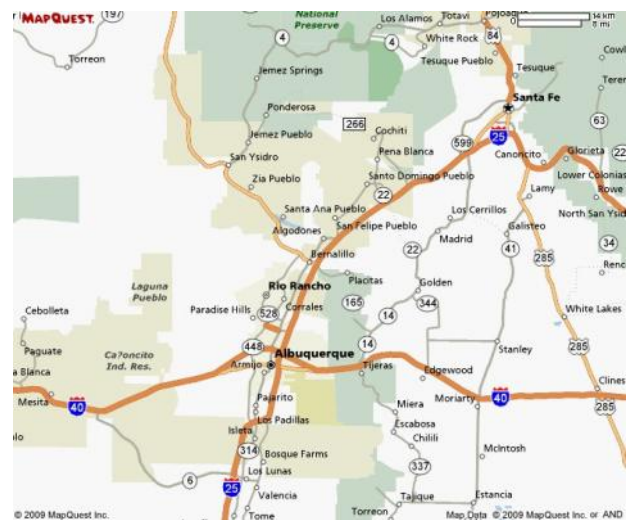 MAPQUEST.
197
Torreon
National
Preserve
Los Alamos
Totavi
Pojoaque
14 km
0
8 mi
4
4
White Rock
84
Tesuque Pueblo
Tesuque
Jemez Springs
Santa Fe
Ponderosa
63
266
Cochiti
25
Jemez Pueblo
599
Pena Blanca
Canoncito
Glorieta
22
San Ysidro
Lower Colonias
Zia Pueblo
Santo Domingo Pueblo
22
Lamy
Rowe
Santa Ana Pueblo
Los Cerrillos
North San Ysid
San Felipe Pueblo
Galisteo
Algodones
Madrid
22
41
34
Bernalillo
285
Placitas
Golden
Laguna
Pueblo
Rio Rancho
165
344
Cebolleta
Paradise Hills
528
Corrales
14
White Lakes
Paguate
Ca?oncito
Ind. Res.
448
14
Stanley
285
Albuquerque
a Blanca
Armijo
Tijeras
Edgewood
Clines
Mesita
40
Pajarito
Moriarty
40
285
Miera
Los Padillas
Escabosa
Isleta
Chilili
314
Bosque Farms
McIntosh
337
6
Los Lunas
25
Valencia
Tajique
Estancia
Torreon
Tome
© 2009 MapQuest Inc.
Map Data © 2009 MapQuest Inc. or AND